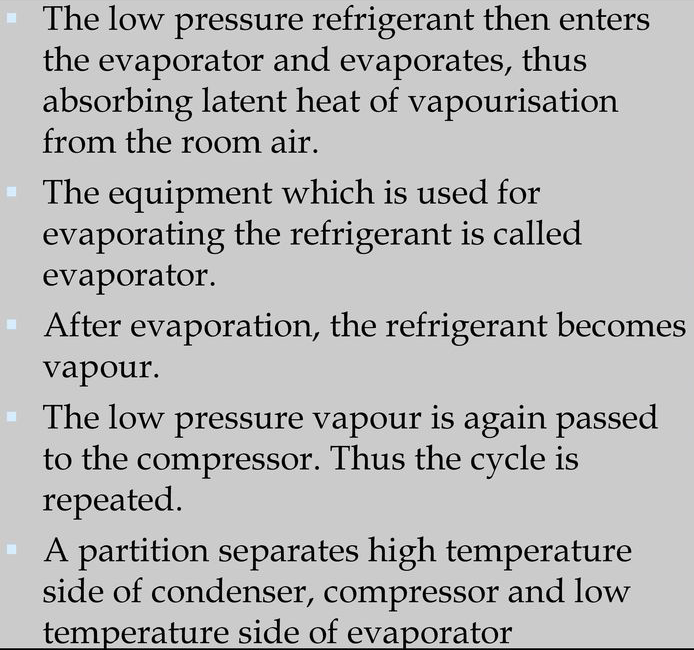 ▪ The low pressure refrigerant then enters
the evaporator and evaporates, thus
absorbing latent heat of vapourisation
from the room air.
▪ The equipment which is used for
evaporating the refrigerant is called
evaporator.
▪ After evaporation, the refrigerant becomes
vapour.
▪ The low pressure vapour is again passed
to the compressor. Thus the cycle is
repeated.
▪ A partition separates high temperature
side of condenser, compressor and low
temperature side of evaporator